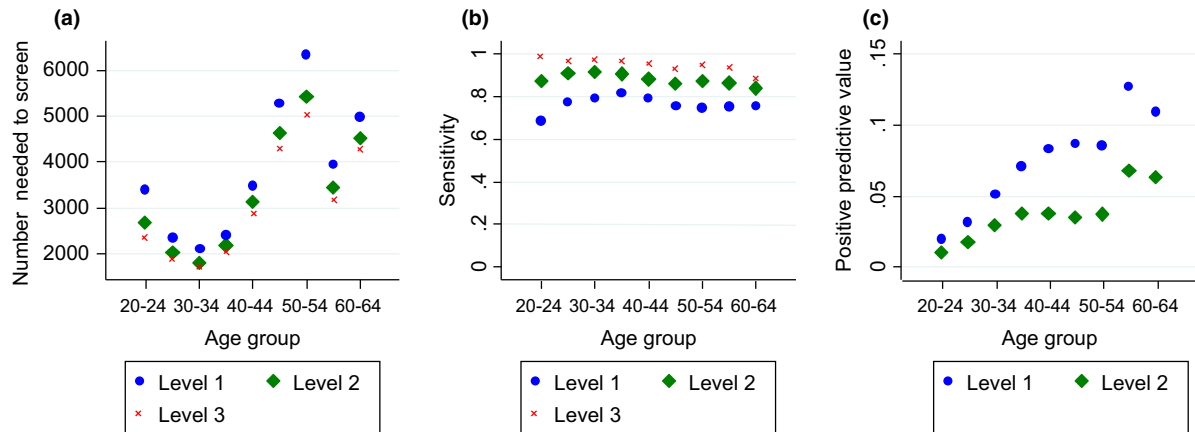 (a)
Number needed to screen
6000
5000
4000
3000
2000
20-24 30-34 40-44 50-54 60-64
Age group
Level 1 Level 2
Level 3
(b)
Sensitivity
1
.8
.6
.4
.2
0
20-24 30-34 40-44 50-54 60-64
Age group
Level 1 Level 2
Level 3
(c)
Positive predictive value
.15
.1
.05
0
20-24 30-34 40-44 50-54 60-64
Age group
Level 1 Level 2